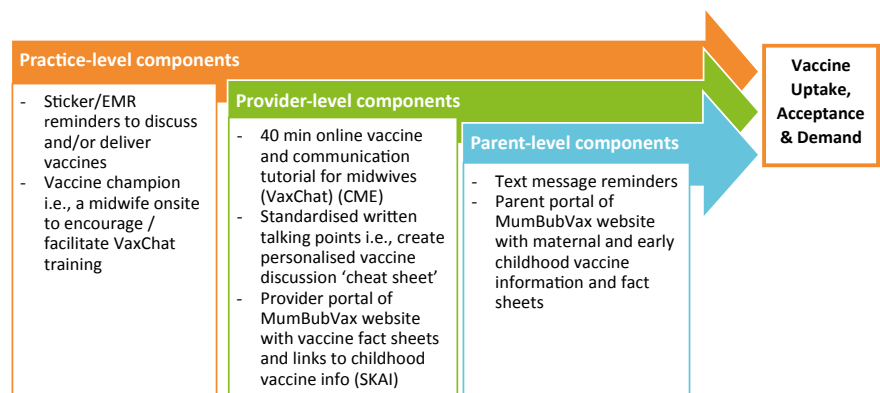 Practice-level components
- Sticker/EMR
reminders to discuss
and/or deliver
vaccines
- Vaccine champion
i.e., a midwife onsite
to encourage /
facilitate VaxChat
training
Provider-level components
- 40 min online vaccine
and communication
tutorial for midwives
(VaxChat) (CME)
- Standardised written
talking points i.e., create
personalised vaccine
discussion ‘cheat sheet’
- Provider portal of
MumBubVax website
with vaccine fact sheets
and links to childhood
vaccine info (SKAI)
Parent-level components
- Text message reminders
- Parent portal of
MumBubVax website
with maternal and early
childhood vaccine
information and fact
sheets
Vaccine
Uptake,
Acceptance
& Demand